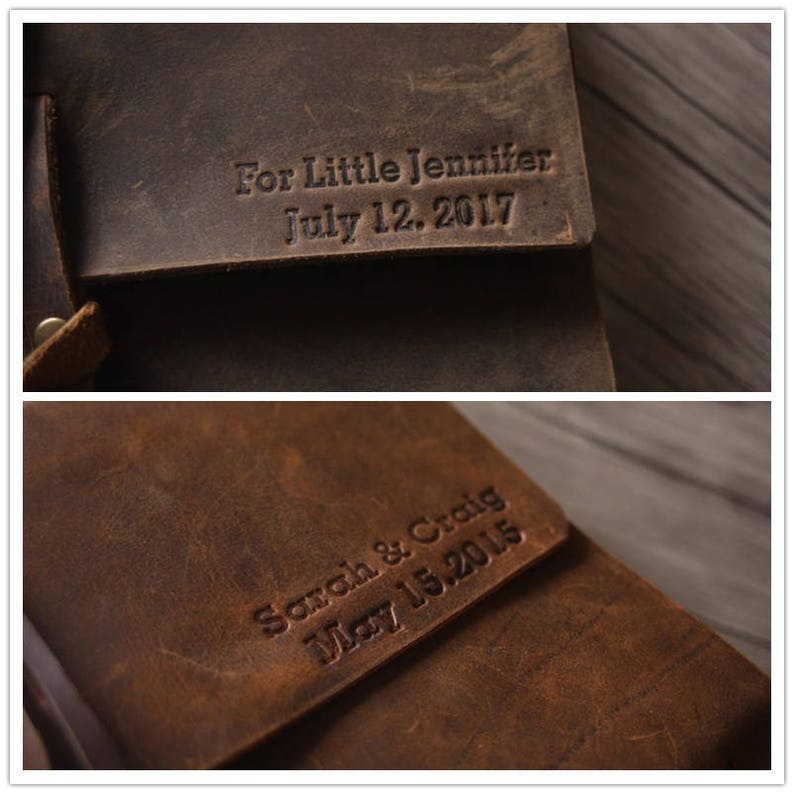 For Little Jennifer
July 12. 2017
Sarah & Craig
May 15.2015